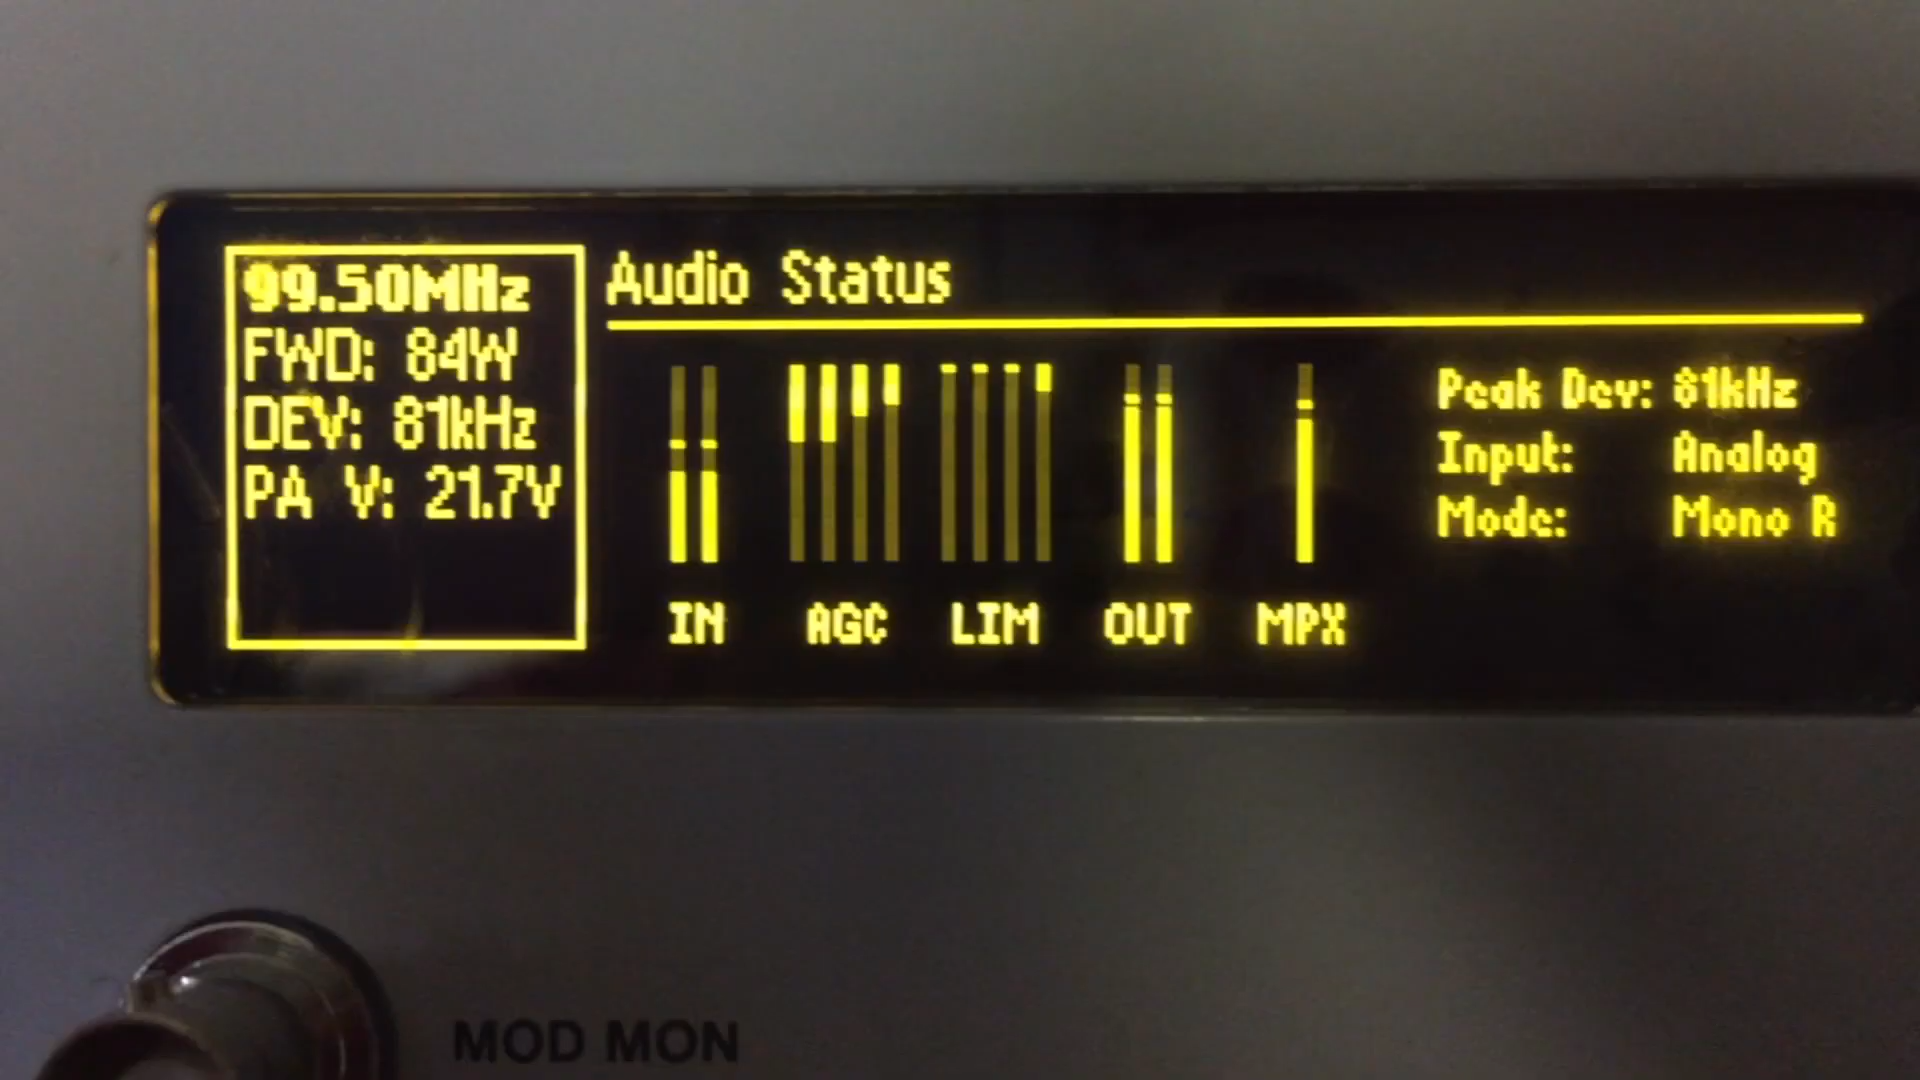 99.50MHz
FWD: 84W
DEV: 81kHz
PA V: 21.7V
Audio Status
IN AGC LIM OUT MPX
Peak Dev: 81kHz
Input: Analog
Mode: Mono R
MOD MON